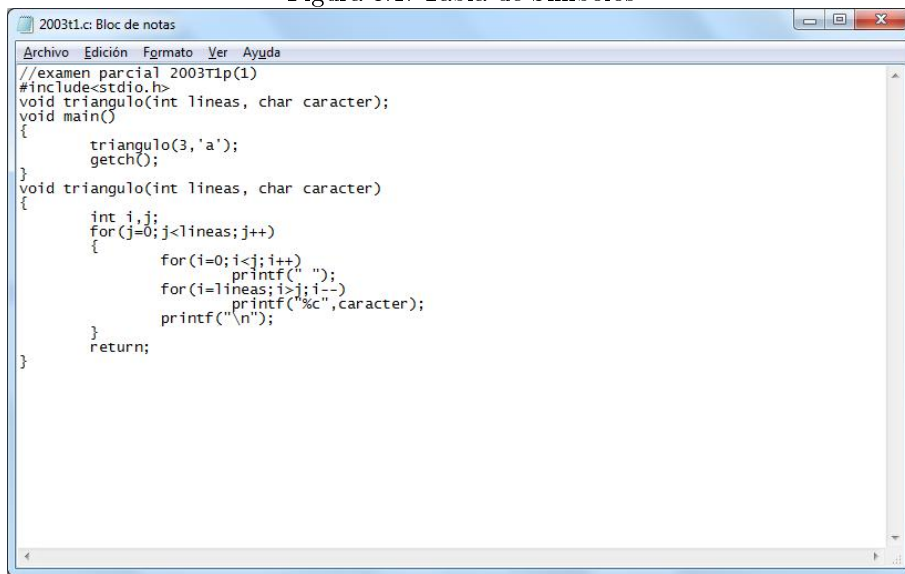 2003t1.c: Bloc de notas
Archivo Edición Formato Ver Ayuda
//examen parcial 2003T1p(1)
#include<stdio.h>
void triangulo(int lineas, char caracter);
void main()
{
triangulo(3,'a');
getch();
}
void triangulo(int lineas, char caracter)
{
int i,j;
for(j=0;j<lineas;j++)
{
for(i=0;i<j;i++)
printf(" ");
for(i=lineas;i>j;i--)
printf("%c",caracter);
printf("\n");
}
return;
}